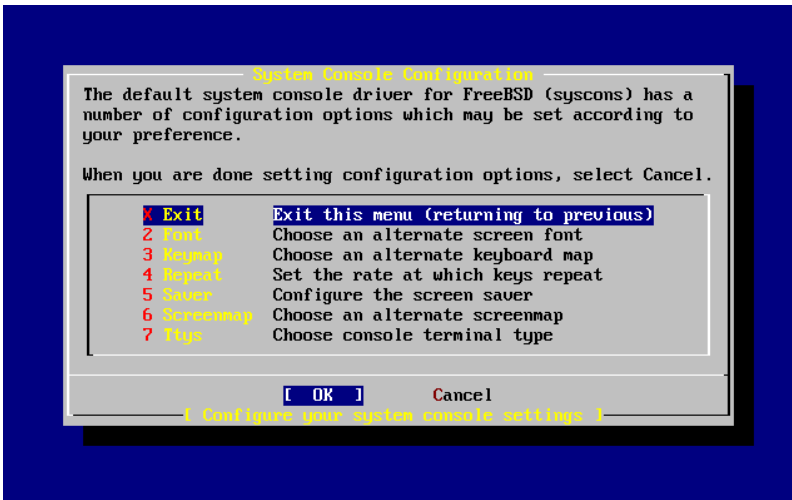 System Console Configuration
The default system console driver for FreeBSD (syscons) has a
number of configuration options which may be set according to
your preference.
When you are done setting configuration options, select Cancel.
X Exit Exit this menu (returning to previous)
2 Font Choose an alternate screen font
3 Keymap Choose an alternate keyboard map
4 Repeat Set the rate at which keys repeat
5 Saver Configure the screen saver
6 Screenmap Choose an alternate screenmap
7 Ttys Choose console terminal type
[ OK ] Cancel
[ Configure your system console settings ]